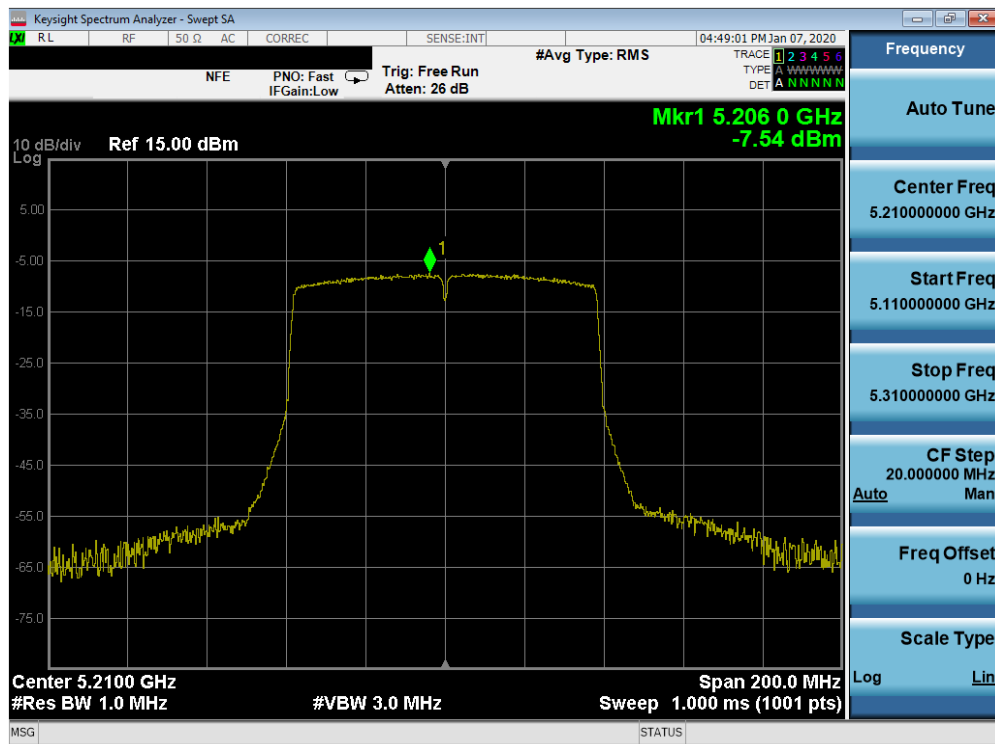 Keysight Spectrum Analyzer - Swept SA
LXI RL RF 50 Ω AC CORREC SENSE:INT 04:49:01 PM Jan 07, 2020
#Avg Type: RMS TRACE 1 2 3 4 5 6
TYPE A WWWWW
DET A N N N N N
NFE PNO: Fast Trig: Free Run
IFGain:Low Atten: 26 dB
Mkr1 5.206 0 GHz
-7.54 dBm
10 dB/div Ref 15.00 dBm
Log
1
5.00
-5.00
-15.0
-25.0
-35.0
-45.0
-55.0
-65.0
-75.0
Center 5.2100 GHz Span 200.0 MHz
#Res BW 1.0 MHz #VBW 3.0 MHz Sweep 1.000 ms (1001 pts)
MSG STATUS
Frequency
Auto Tune
Center Freq
5.210000000 GHz
Start Freq
5.110000000 GHz
Stop Freq
5.310000000 GHz
CF Step
20.000000 MHz
Auto Man
Freq Offset
0 Hz
Scale Type
Log Lin